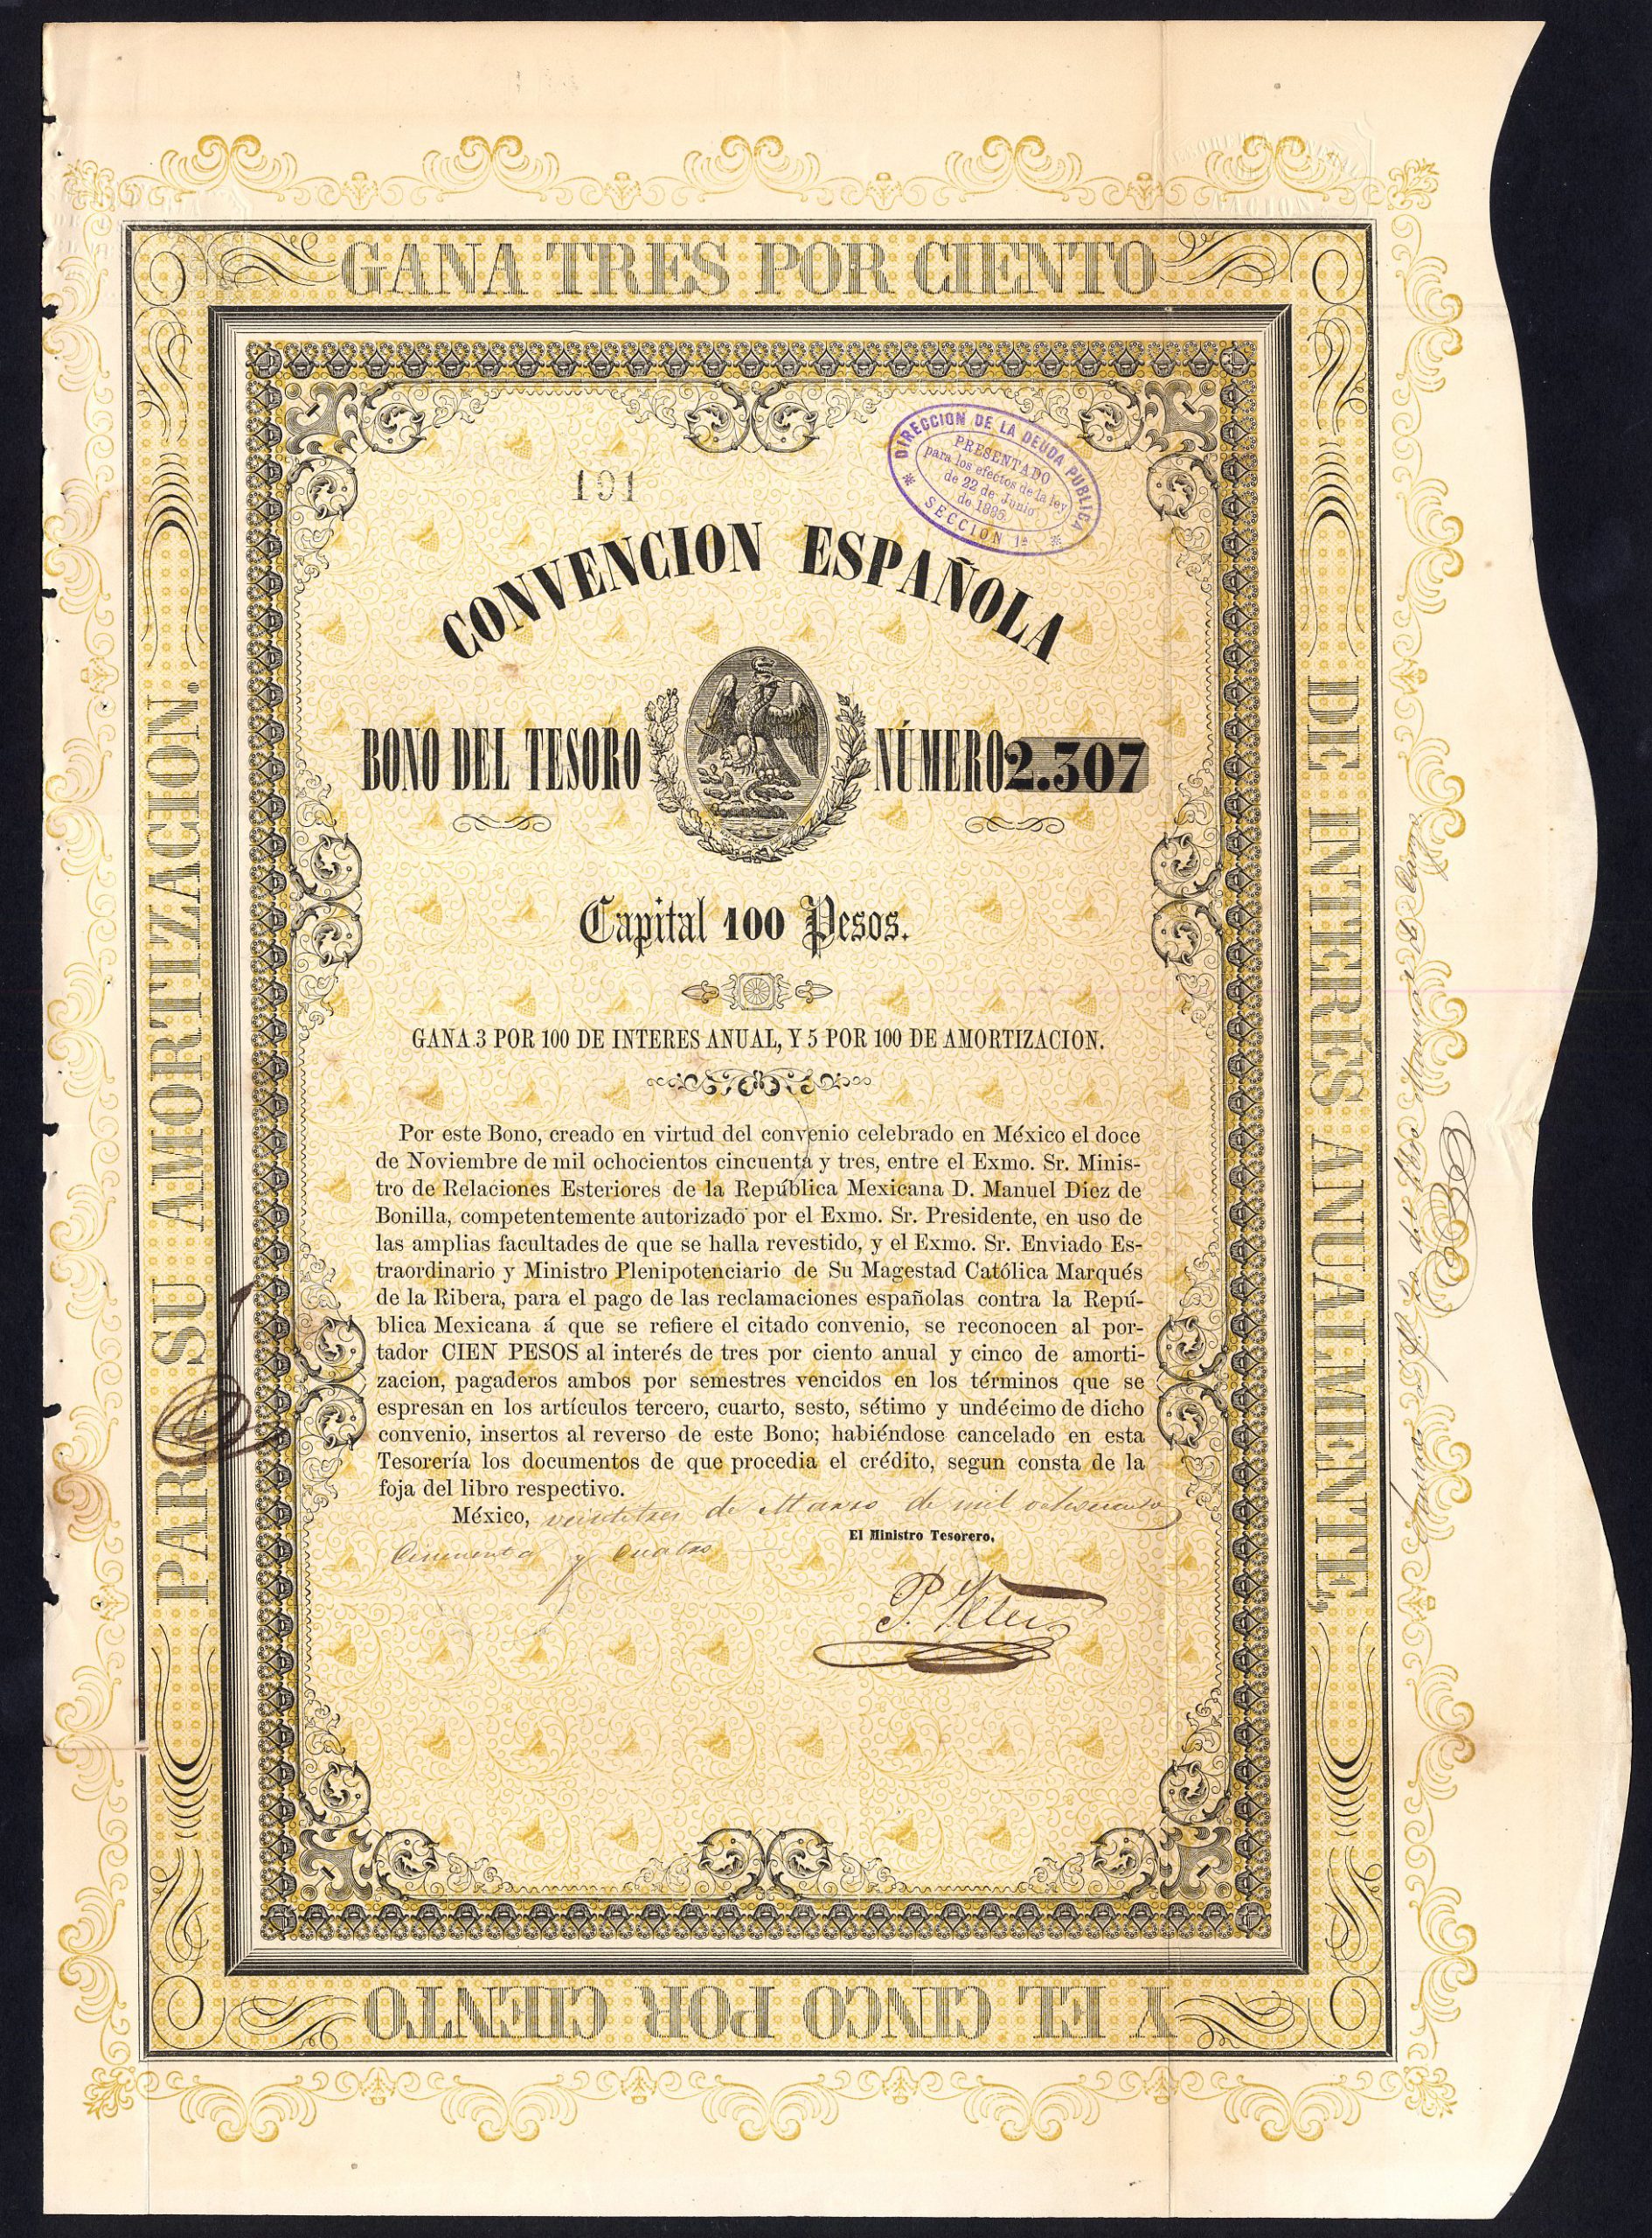 GANA TRES POR CIENTO
DE INTERÉS ANUALMENTE,
Y EL CINCO POR CIENTO
PARA SU AMORTIZACION.
191
DIRECCION DE LA DEUDA PUBLICA
PRESENTADO
para los efectos de la ley
de 22 de Junio
de 1885
SECCION 1ª
CONVENCION ESPAÑOLA
BONO DEL TESORO NÚMERO 2.307
Capital 100 Pesos.
GANA 3 POR 100 DE INTERES ANUAL, Y 5 POR 100 DE AMORTIZACION.
Por este Bono, creado en virtud del convenio celebrado en México el doce
de Noviembre de mil ochocientos cincuenta y tres, entre el Exmo. Sr. Minis-
tro de Relaciones Esteriores de la República Mexicana D. Manuel Diez de
Bonilla, competentemente autorizado por el Exmo. Sr. Presidente, en uso de
las amplias facultades de que se halla revestido, y el Exmo. Sr. Enviado Es-
traordinario y Ministro Plenipotenciario de Su Magestad Católica Marqués
de la Ribera, para el pago de las reclamaciones españolas contra la Repú-
blica Mexicana á que se refiere el citado convenio, se reconocen al por-
tador CIEN PESOS al interés de tres por ciento anual y cinco de amorti-
zacion, pagaderos ambos por semestres vencidos en los términos que se
espresan en los artículos tercero, cuarto, sesto, sétimo y undécimo de dicho
convenio, insertos al reverso de este Bono; habiéndose cancelado en esta
Tesorería los documentos de que procedia el crédito, segun consta de la
foja del libro respectivo.
México, veintitres de Marzo de mil ochocientos
Cincuenta y cuatro
El Ministro Tesorero,